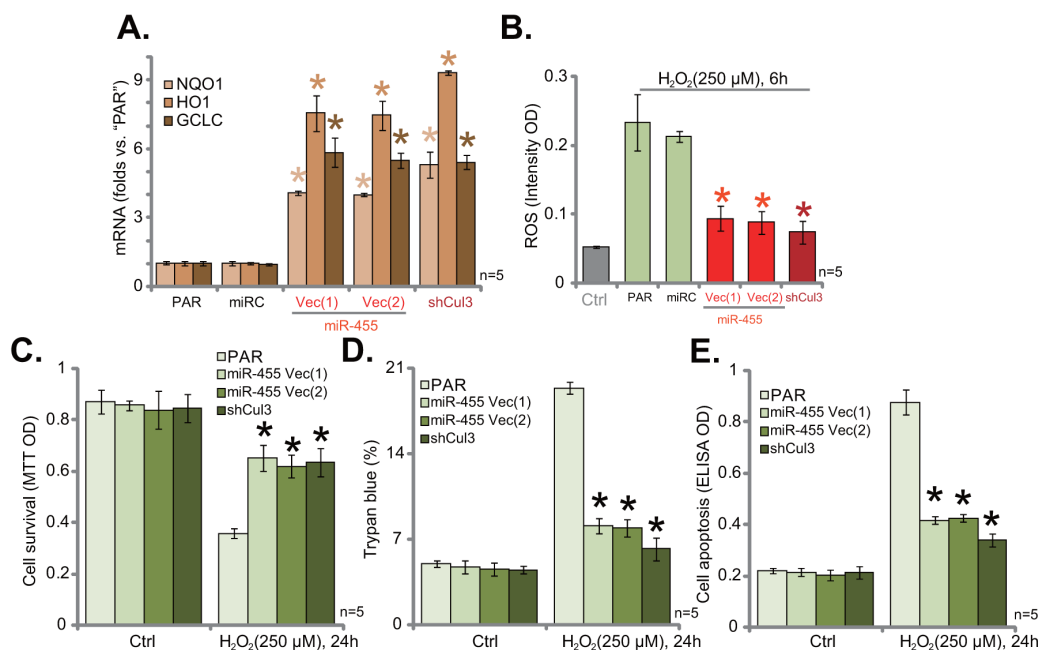 A.
mRNA (folds vs. “PAR”)
9
6
4
3
0
NQO1
HO1
GCLC
* * * * * * * * *
PAR miRC Vec(1) Vec(2) shCul3
miR-455
n=5
B.
H₂O₂(250 µM), 6h
ROS (Intensity OD)
0.3
0.2
0.1
0
* * *
Ctrl PAR miRC Vec(1) Vec(2) shCul3
miR-455
n=5
C.
Cell survival (MTT OD)
1
0.8
0.6
0.4
0.2
0
PAR
miR-455 Vec(1)
miR-455 Vec(2)
shCul3
* * *
Ctrl H₂O₂(250 µM), 24h
n=5
D.
Trypan blue (%)
21
14
7
0
PAR
miR-455 Vec(1)
miR-455 Vec(2)
shCul3
* * *
Ctrl H₂O₂(250 µM), 24h
n=5
E.
Cell apoptosis (ELISA OD)
1
0.8
0.6
0.4
0.2
0
PAR
miR-455 Vec(1)
miR-455 Vec(2)
shCul3
* * *
Ctrl H₂O₂(250 µM), 24h
n=5